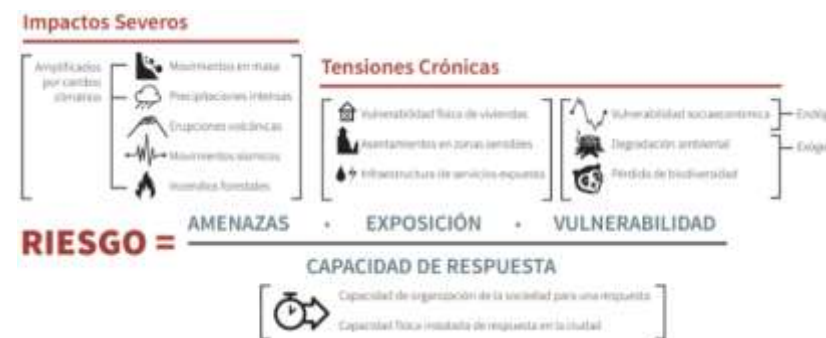 Impactos Severos
Amplificados
por cambio
climático
Movimientos en masa
Precipitaciones intensas
Erupciones volcánicas
Movimientos sísmicos
Incendios forestales
Tensiones Crónicas
Vulnerabilidad física de viviendas
Asentamientos en zonas sensibles
Infraestructura de servicios expuesta
Vulnerabilidad socioeconómica
Degradación ambiental
Pérdida de biodiversidad
RIESGO =
AMENAZAS · EXPOSICIÓN · VULNERABILIDAD
CAPACIDAD DE RESPUESTA
Capacidad de organización de la sociedad para una respuesta
Capacidad física instalada de respuesta en la ciudad